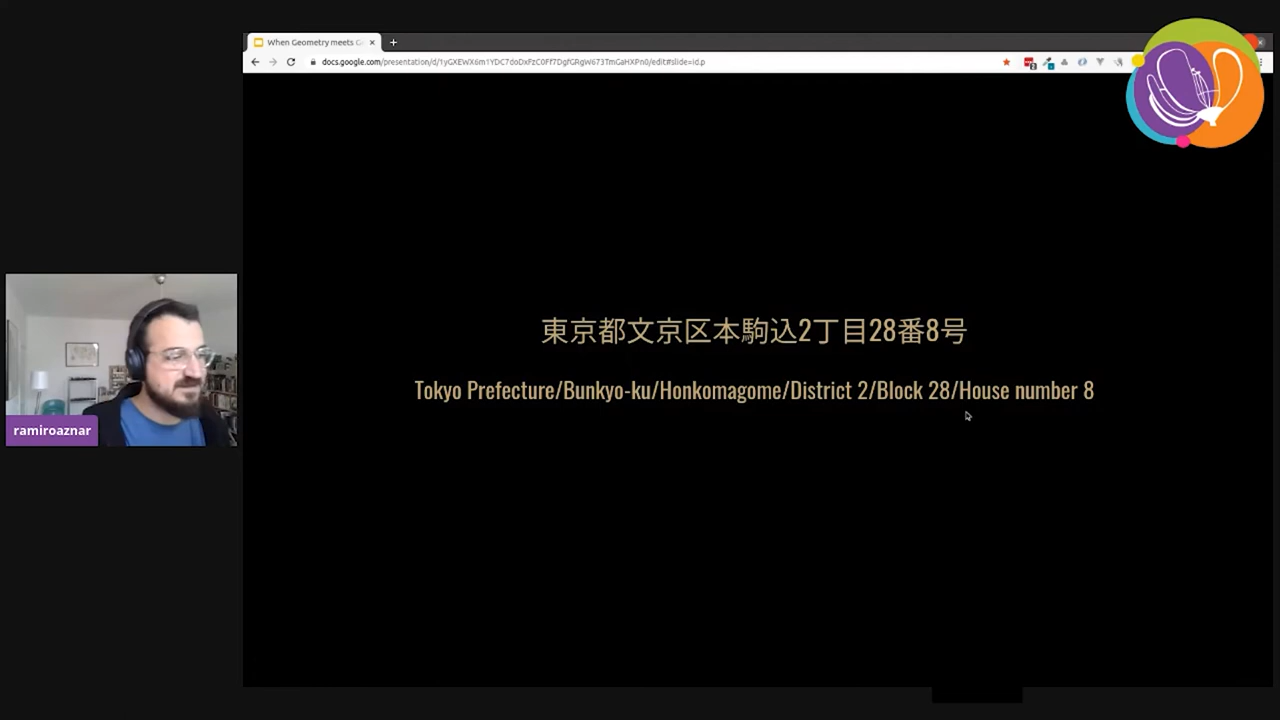 When Geometry meets G
docs.google.com/presentation/d/1yGXEWX6m1YDC7doDxFzC0Ff7DgfGRgW673TmGaHXPn0/edit#slide=id.p
東京都文京区本駒込2丁目28番8号
Tokyo Prefecture/Bunkyo-ku/Honkomagome/District 2/Block 28/House number 8
ramiroaznar